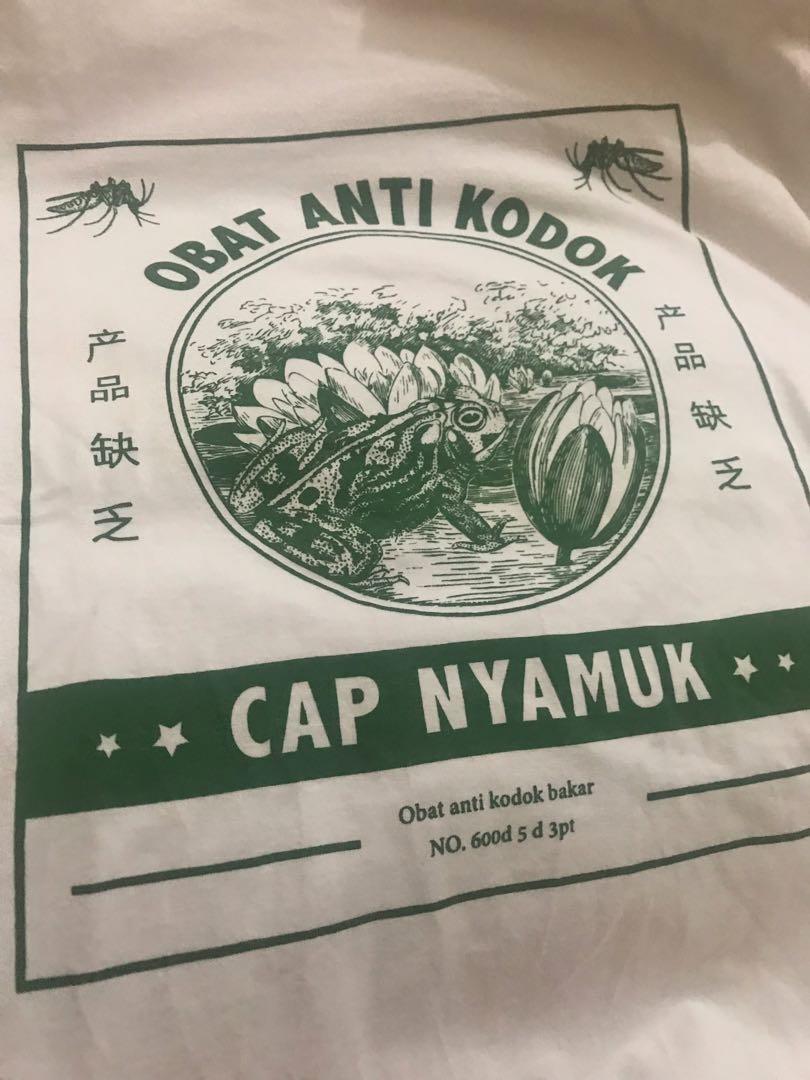 OBAT ANTI KODOK
产品缺乏
产品缺乏
CAP NYAMUK
Obat anti kodok bakar
NO. 600d 5 d 3pt